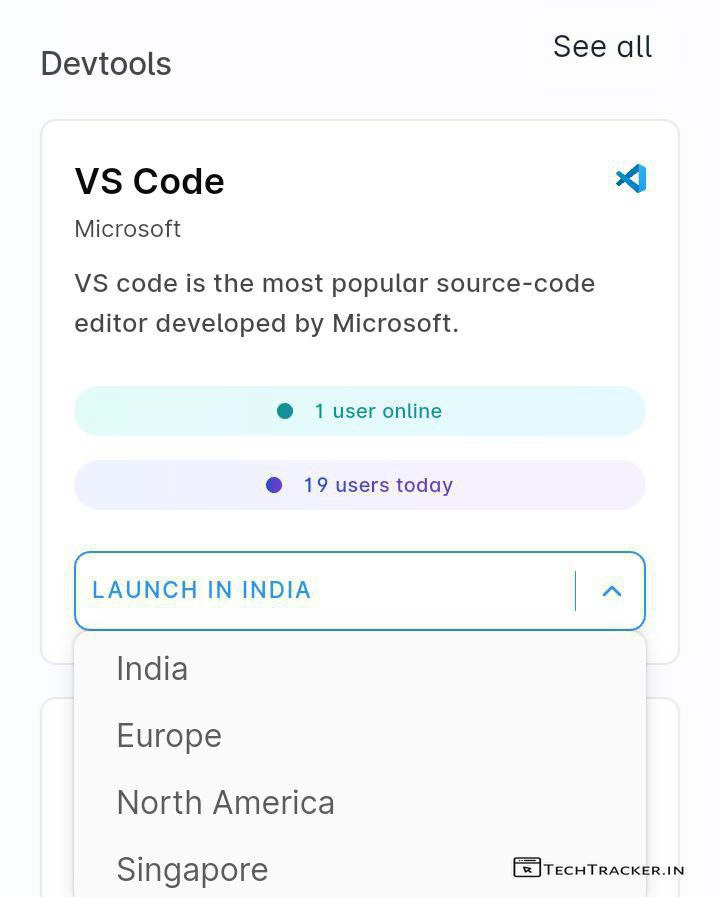 Devtools
See all
VS Code
Microsoft
VS code is the most popular source-code
editor developed by Microsoft.
1 user online
19 users today
LAUNCH IN INDIA
India
Europe
North America
Singapore
TECHTRACKER.IN